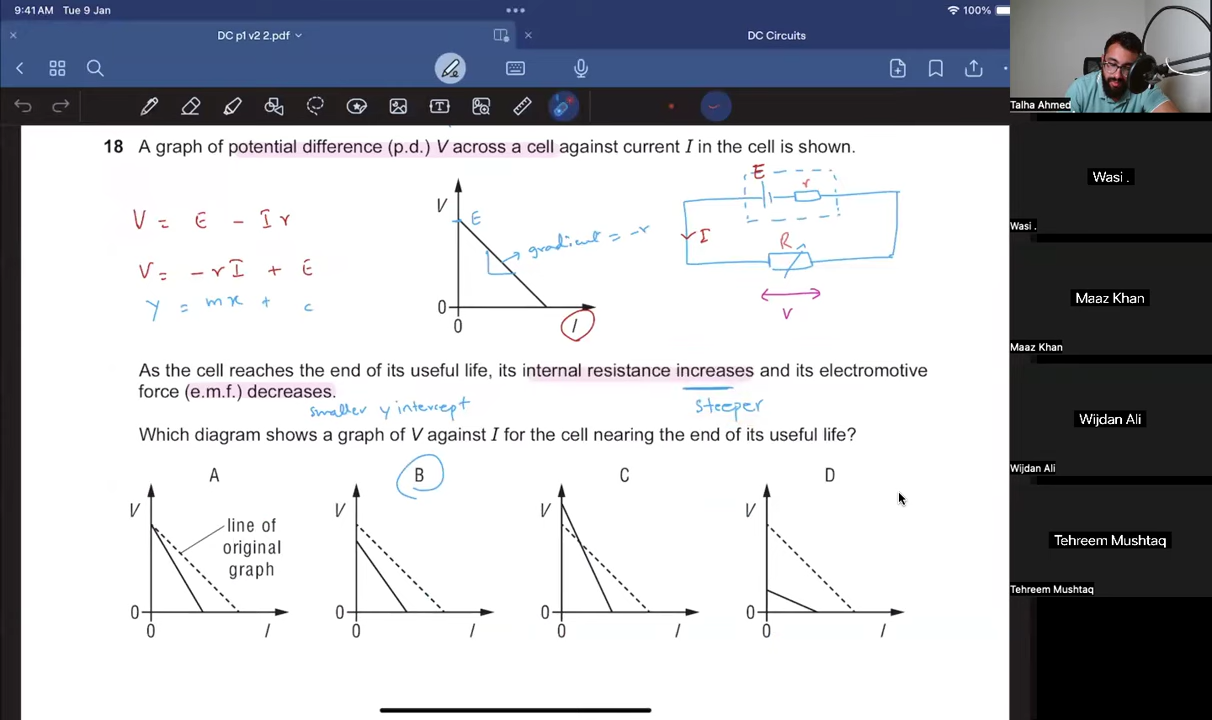 9:41 AM Tue 9 Jan
100%
DC p1 v2 2.pdf
DC Circuits
Talha Ahmed
18 A graph of potential difference (p.d.) V across a cell against current I in the cell is shown.
V = E - Ir
V = -rI + E
y = mx + c
V
E
gradient = -r
0
0
I
E
r
I
R
V
As the cell reaches the end of its useful life, its internal resistance increases and its electromotive
force (e.m.f.) decreases.
smaller y intercept
steeper
Which diagram shows a graph of V against I for the cell nearing the end of its useful life?
A
B
C
D
V
line of
original
graph
0
0
I
V
0
0
I
V
0
0
I
V
0
0
I
Wasi .
Wasi .
Maaz Khan
Maaz Khan
Wijdan Ali
Wijdan Ali
Tehreem Mushtaq
Tehreem Mushtaq